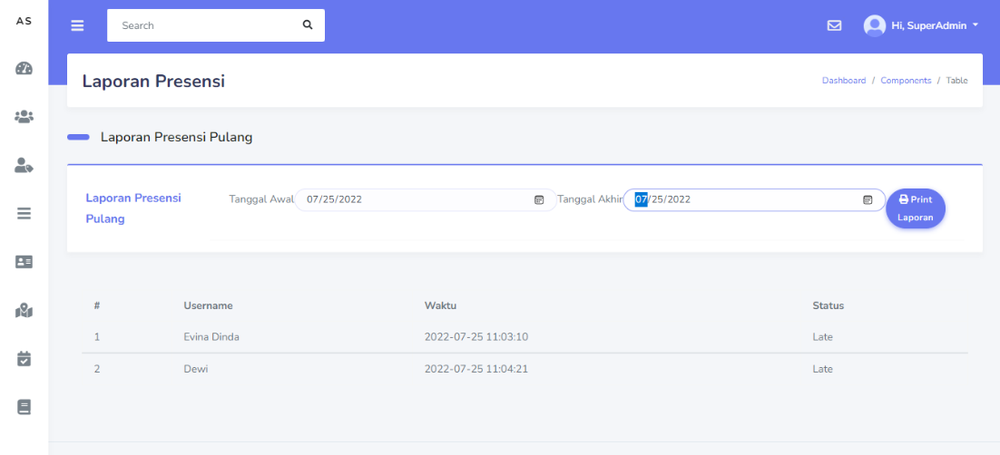 AS
Search
Hi, SuperAdmin
Laporan Presensi
Dashboard / Components / Table
Laporan Presensi Pulang
Laporan Presensi
Pulang
Tanggal Awal 07/25/2022 Tanggal Akhir 07/25/2022
Print
Laporan
# Username Waktu Status
1 Evina Dinda 2022-07-25 11:03:10 Late
2 Dewi 2022-07-25 11:04:21 Late